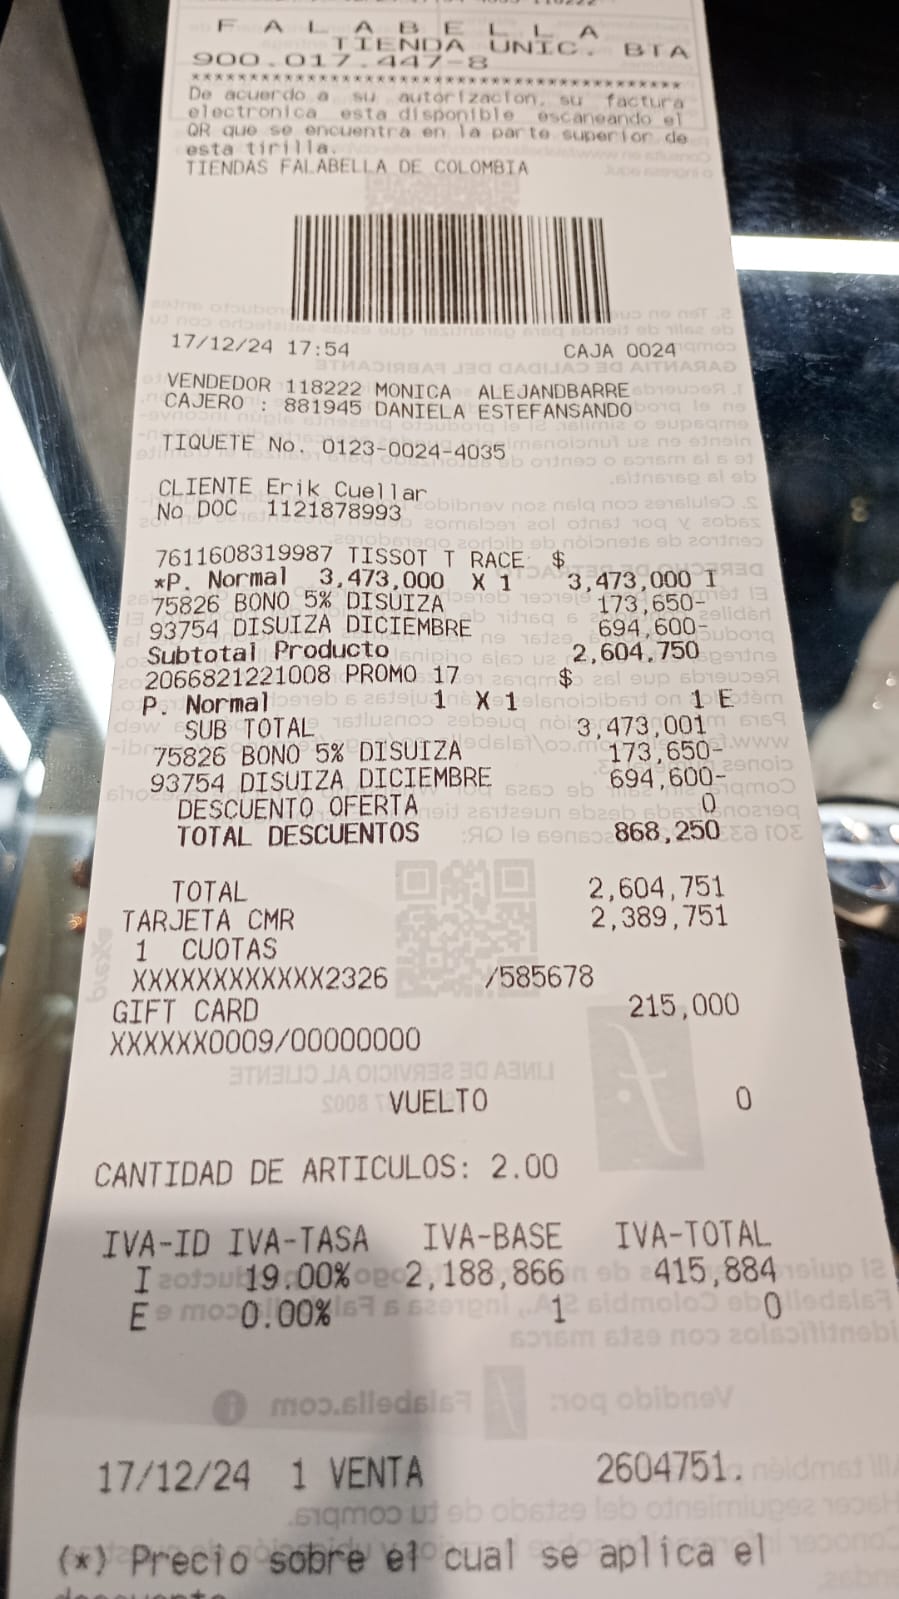 F A L A B E L L A
TIENDA UNIC. BTA
900.017.447-8
****************************************
De acuerdo a su autorizacion, su factura
electronica esta disponible escaneando el
QR que se encuentra en la parte superior de
esta tirilla.
TIENDAS FALABELLA DE COLOMBIA
17/12/24 17:54 CAJA 0024
VENDEDOR 118222 MONICA ALEJANDBARRE
CAJERO : 881945 DANIELA ESTEFANSANDO
TIQUETE No. 0123-0024-4035
CLIENTE Erik Cuellar
No DOC 1121878993
7611608319987 TISSOT T RACE $
*P. Normal 3,473,000 X 1 3,473,000 I
75826 BONO 5% DISUIZA 173,650-
93754 DISUIZA DICIEMBRE 694,600-
Subtotal Producto 2,604,750
2066821221008 PROMO 17 $
P. Normal 1 X 1 1 E
SUB TOTAL 3,473,001
75826 BONO 5% DISUIZA 173,650-
93754 DISUIZA DICIEMBRE 694,600-
DESCUENTO OFERTA 0
TOTAL DESCUENTOS 868,250
TOTAL 2,604,751
TARJETA CMR 2,389,751
1 CUOTAS
XXXXXXXXXXXX2326 /585678
GIFT CARD 215,000
XXXXXX0009/00000000
VUELTO 0
CANTIDAD DE ARTICULOS: 2.00
IVA-ID IVA-TASA IVA-BASE IVA-TOTAL
I 19.00% 2,188,866 415,884
E 0.00% 1 0
17/12/24 1 VENTA 2604751.
(*) Precio sobre el cual se aplica el